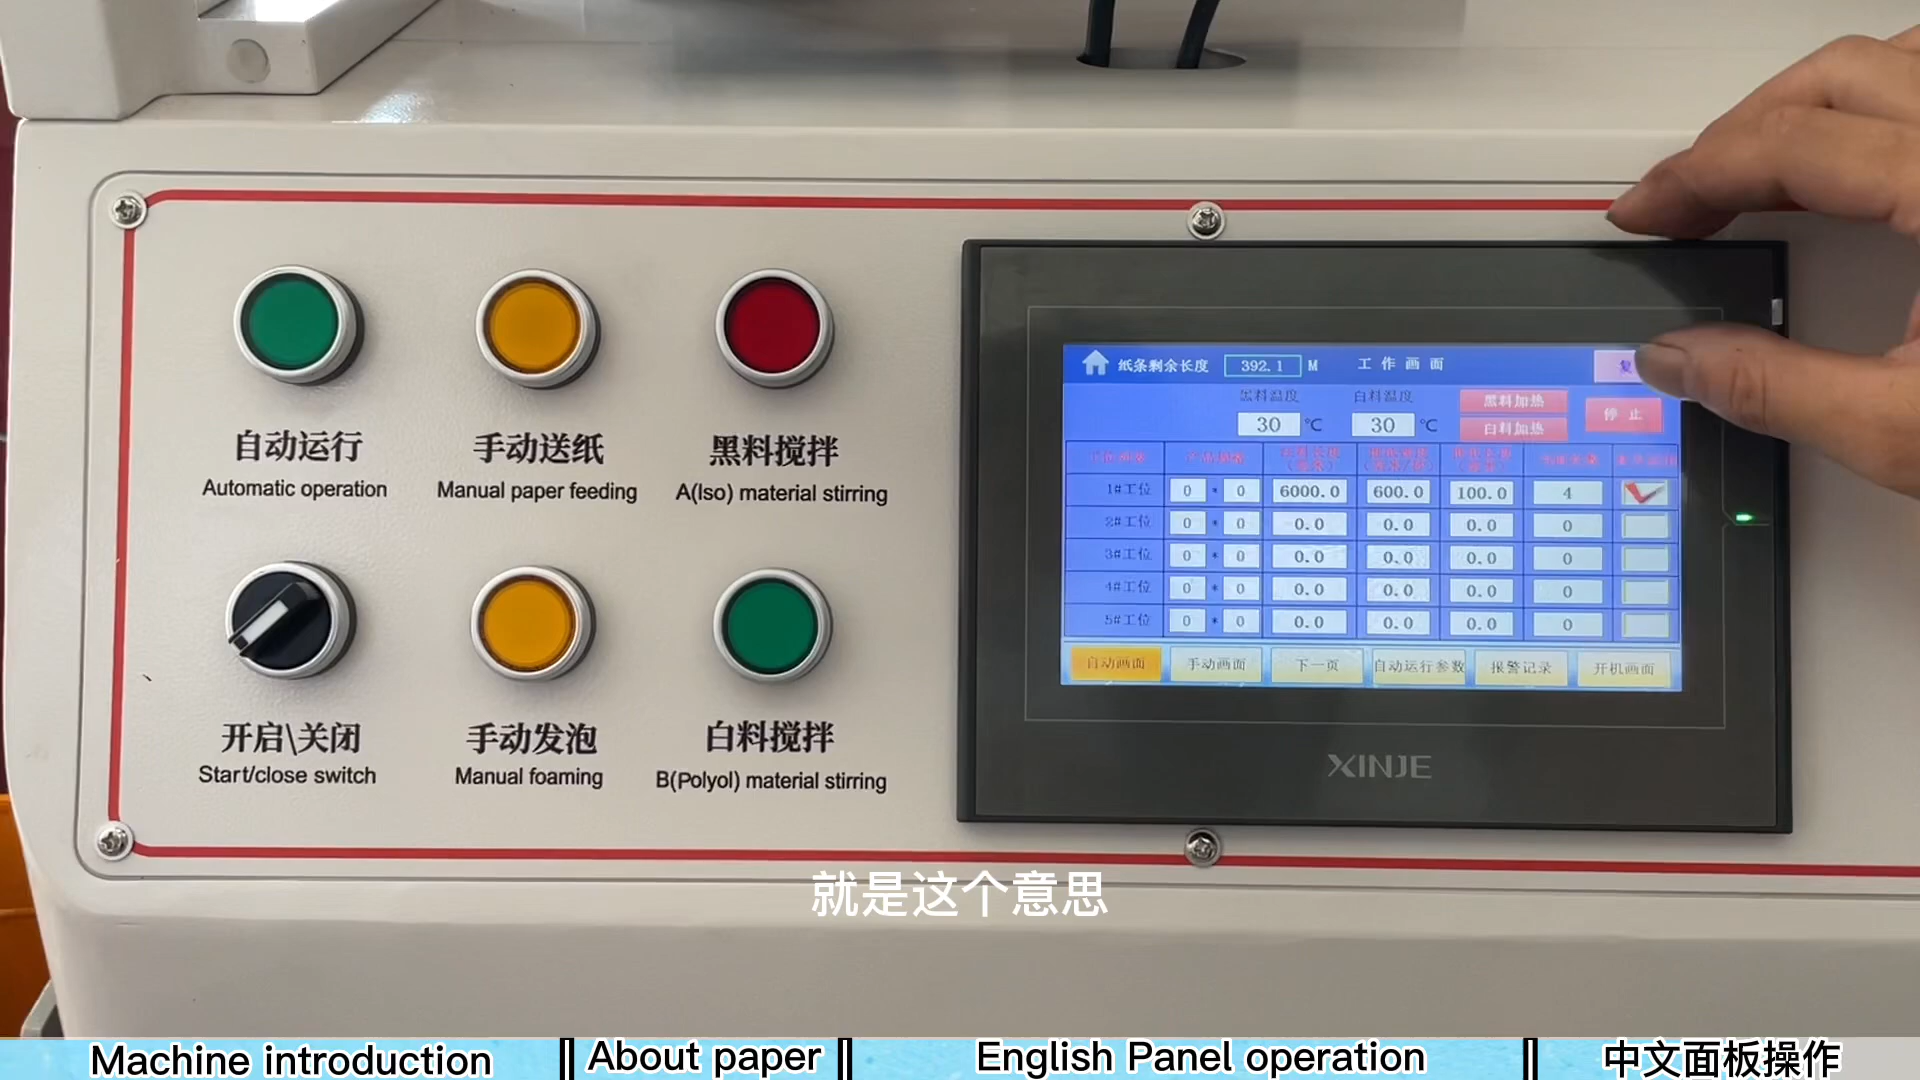 自动运行
Automatic operation
手动送纸
Manual paper feeding
黑料搅拌
A(Iso) material stirring
开启\关闭
Start/close switch
手动发泡
Manual foaming
白料搅拌
B(Polyol) material stirring
纸条剩余长度 392.1 M 工作画面 复
黑料温度 白料温度 黑料加热 停止
30 ℃ 30 ℃ 白料加热
1#工位 0 * 0 6000.0 600.0 100.0 4
2#工位 0 * 0 0.0 0.0 0.0 0
3#工位 0 * 0 0.0 0.0 0.0 0
4#工位 0 * 0 0.0 0.0 0.0 0
5#工位 0 * 0 0.0 0.0 0.0 0
自动画面 手动画面 下一页 自动运行参数 报警记录 开机画面
XINJE
就是这个意思
Machine introduction About paper English Panel operation 中文面板操作